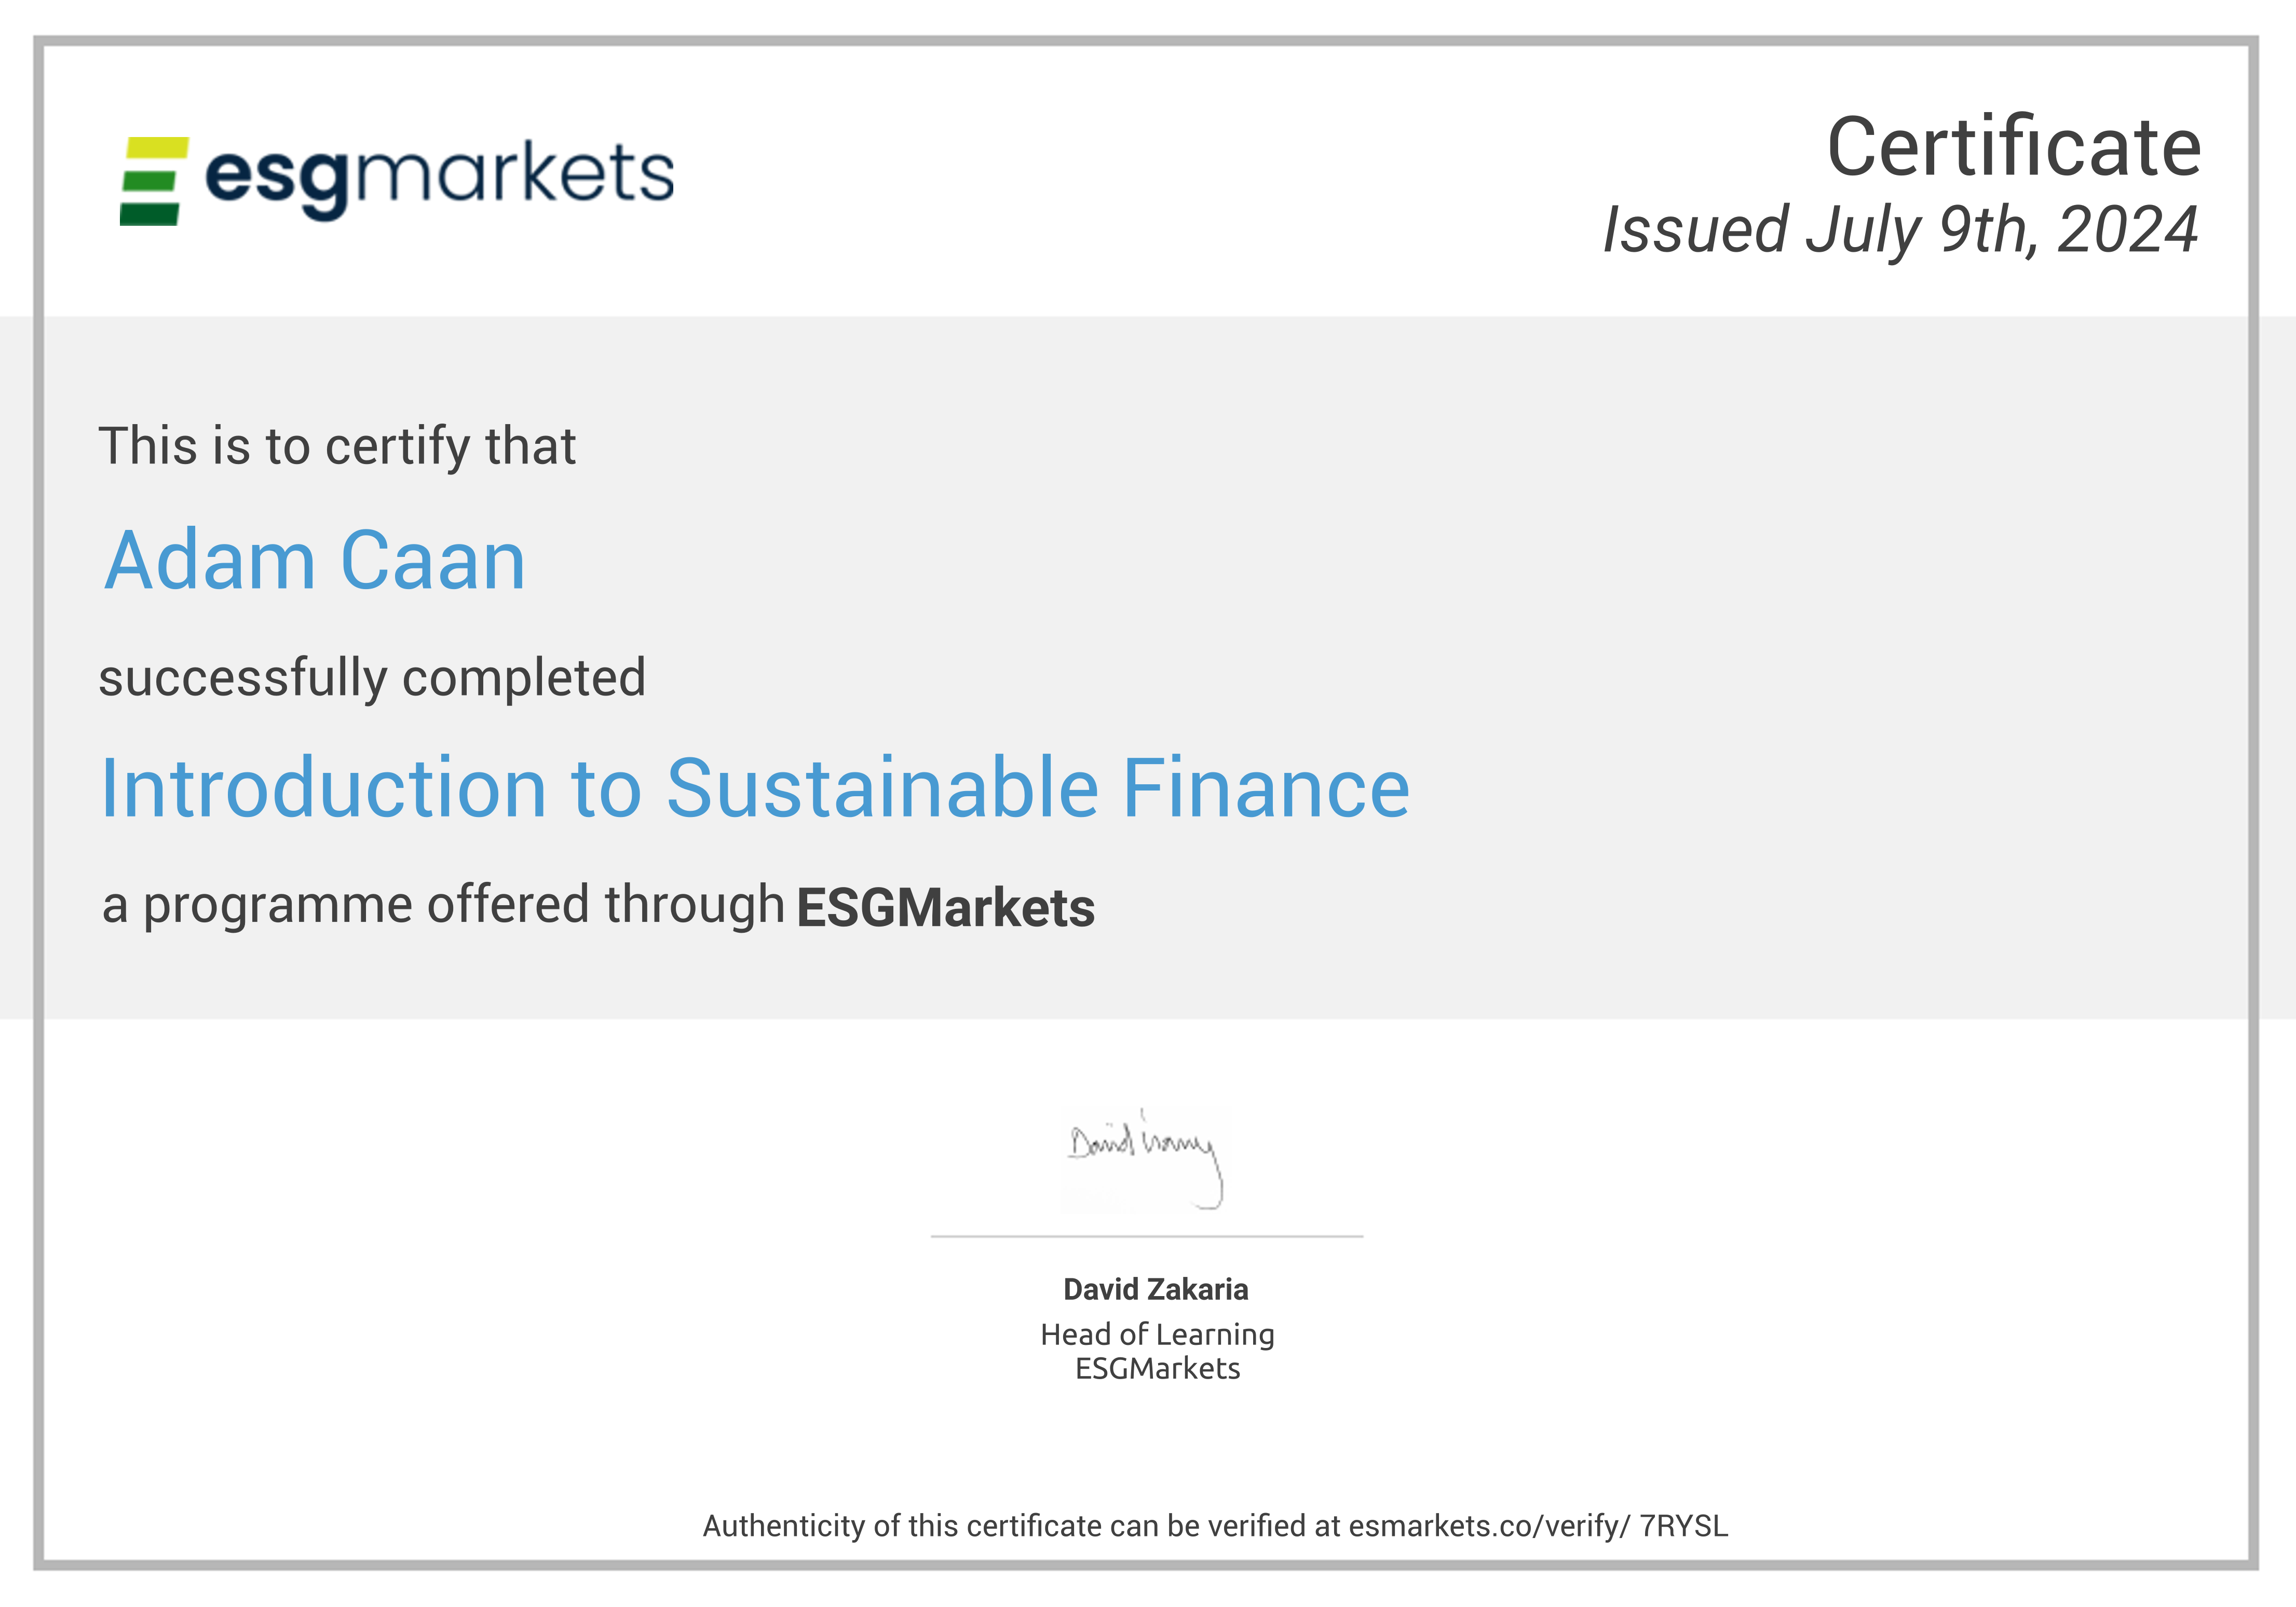 esgmarkets
Certificate
Issued July 9th, 2024
This is to certify that
Adam Caan
successfully completed
Introduction to Sustainable Finance
a programme offered through ESGMarkets
David Zakaria
Head of Learning
ESGMarkets
Authenticity of this certificate can be verified at esmarkets.co/verify/ 7RYSL